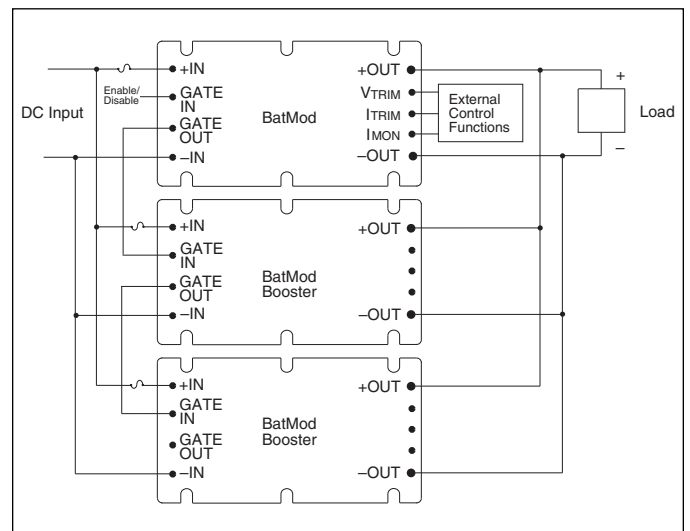 DC Input
Enable/
Disable
+IN
GATE
IN
GATE
OUT
–IN
BatMod
+OUT
VTRIM
ITRIM
IMON
–OUT
External
Control
Functions
+
Load
–
+IN
GATE
IN
GATE
OUT
–IN
BatMod
Booster
+OUT
–OUT
+IN
GATE
IN
GATE
OUT
–IN
BatMod
Booster
+OUT
–OUT